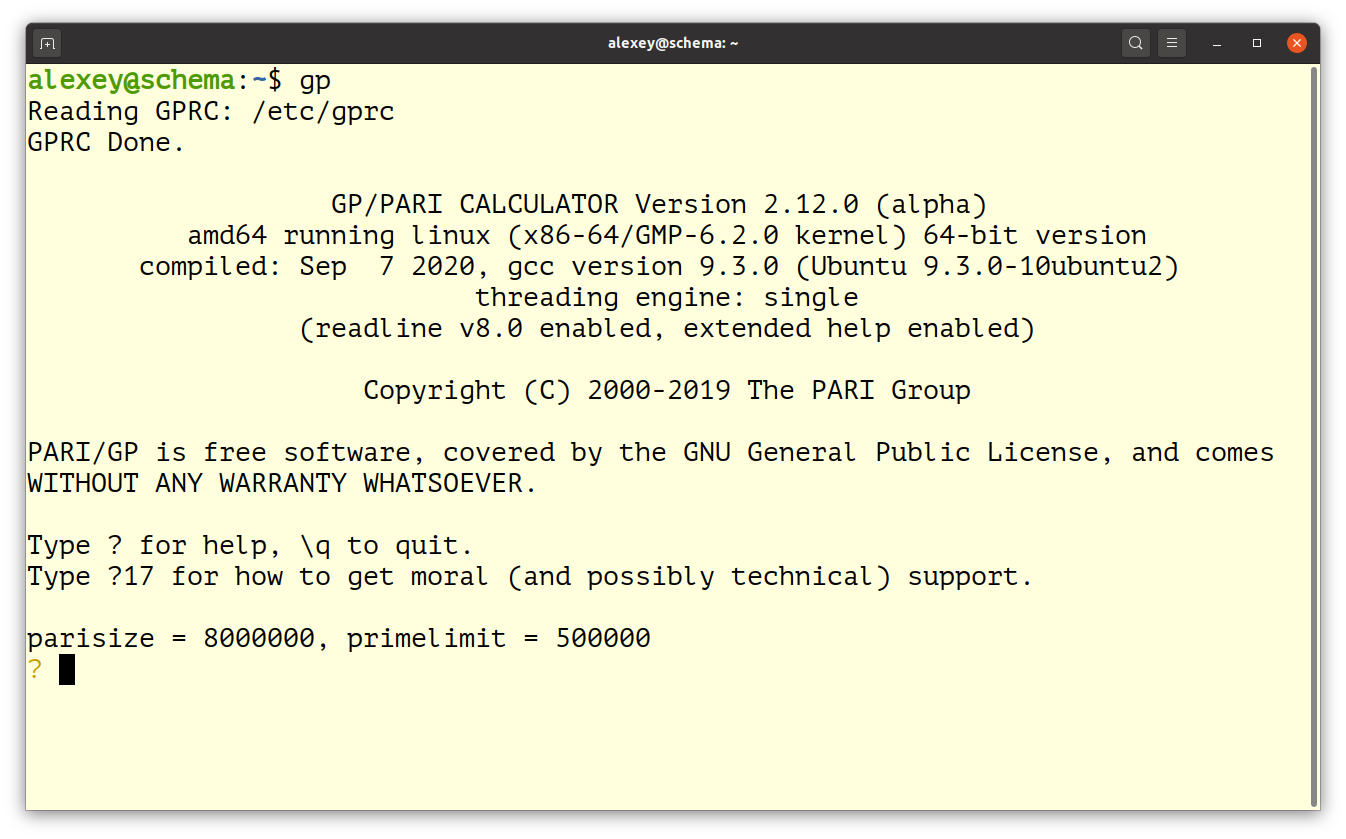 alexey@schema: ~
alexey@schema:~$ gp
Reading GPRC: /etc/gprc
GPRC Done.
GP/PARI CALCULATOR Version 2.12.0 (alpha)
amd64 running linux (x86-64/GMP-6.2.0 kernel) 64-bit version
compiled: Sep  7 2020, gcc version 9.3.0 (Ubuntu 9.3.0-10ubuntu2)
threading engine: single
(readline v8.0 enabled, extended help enabled)
Copyright (C) 2000-2019 The PARI Group
PARI/GP is free software, covered by the GNU General Public License, and comes
WITHOUT ANY WARRANTY WHATSOEVER.
Type ? for help, \q to quit.
Type ?17 for how to get moral (and possibly technical) support.
parisize = 8000000, primelimit = 500000
?